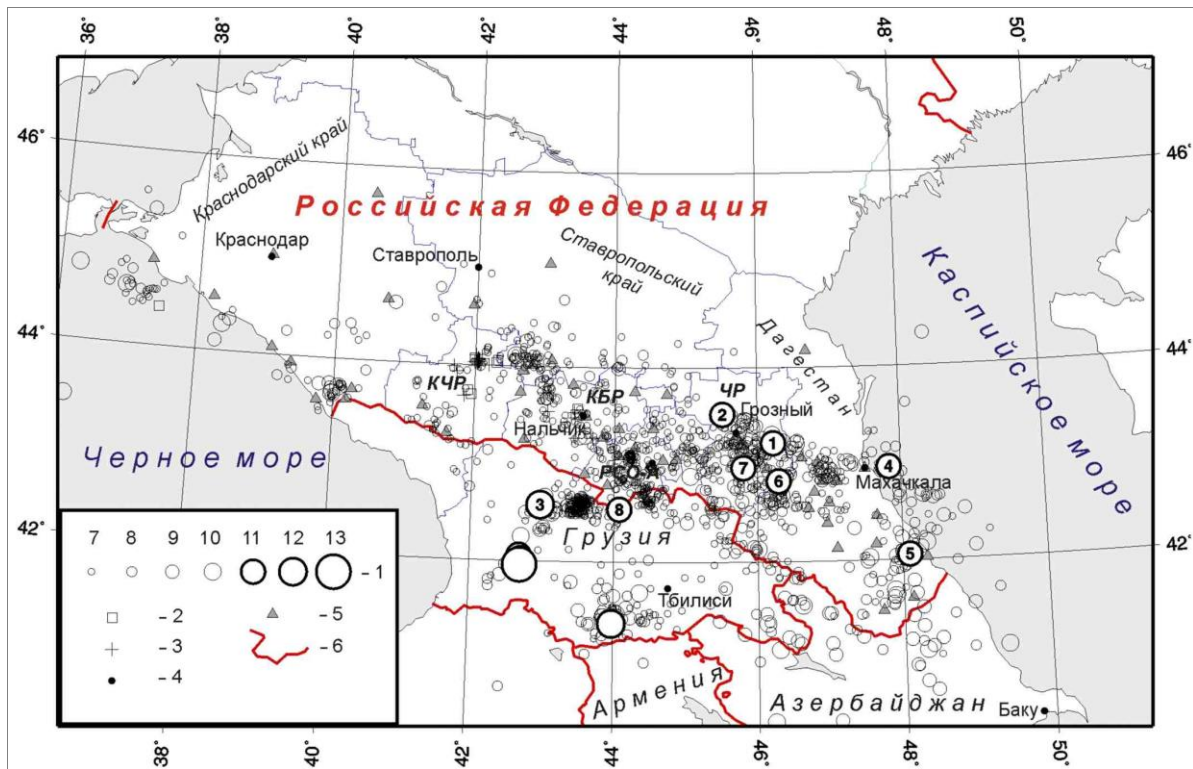 36° 38° 40° 42° 44° 46° 48° 50°
46° 46°
Российская Федерация
Краснодарский край
Краснодар
Ставрополь
Ставропольский
край
Каспийское море
Дагестан
44° 44°
КЧР
КБР
ЧР
Грозный
Нальчик
2
1
7
6
4
Махачкала
Черное море
3
8
Грузия
42° 42°
5
Тбилиси
Армения
Азербайджан
Баку
7 8 9 10 11 12 13
– 1
– 2
– 3
– 4
– 5
– 6
38° 40° 42° 44° 46° 48° 50°